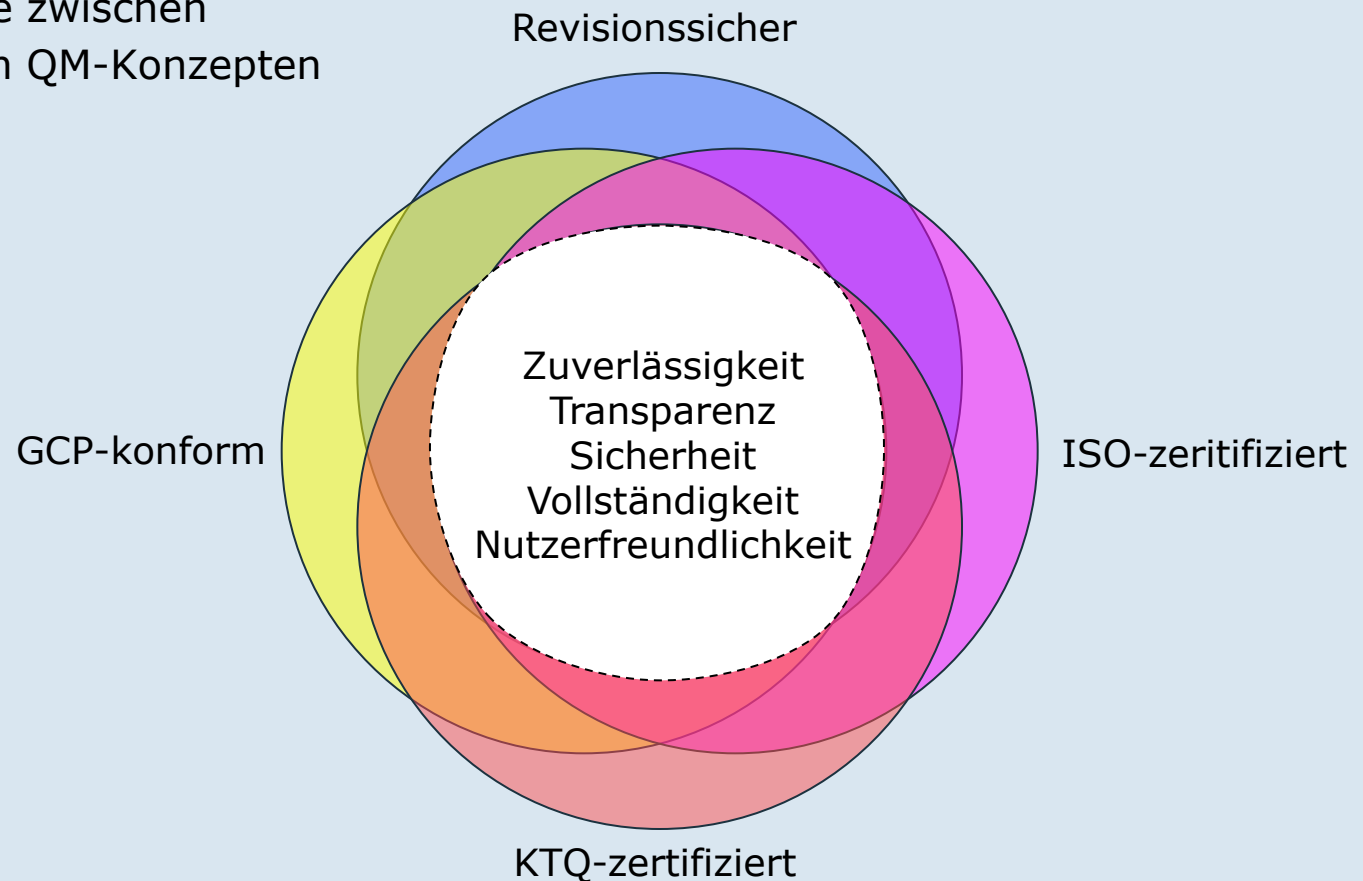 zwischen
QM-Konzepten
Revisionssicher
GCP-konform
Zuverlässigkeit
Transparenz
Sicherheit
Vollständigkeit
Nutzerfreundlichkeit
ISO-zeritifiziert
KTQ-zertifiziert